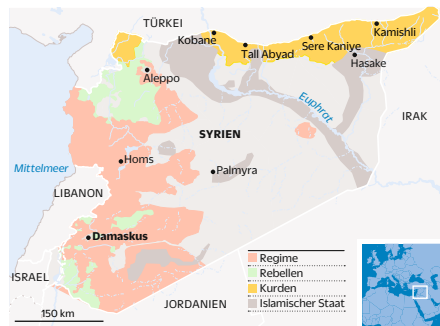 TÜRKEI
Kobane
Tall Abyad
Sere Kaniye
Kamishli
Hasake
Aleppo
Euphrat
SYRIEN
IRAK
Mittelmeer
Homs
Palmyra
LIBANON
Damaskus
Regime
Rebellen
Kurden
Islamischer Staat
ISRAEL
JORDANIEN
150 km